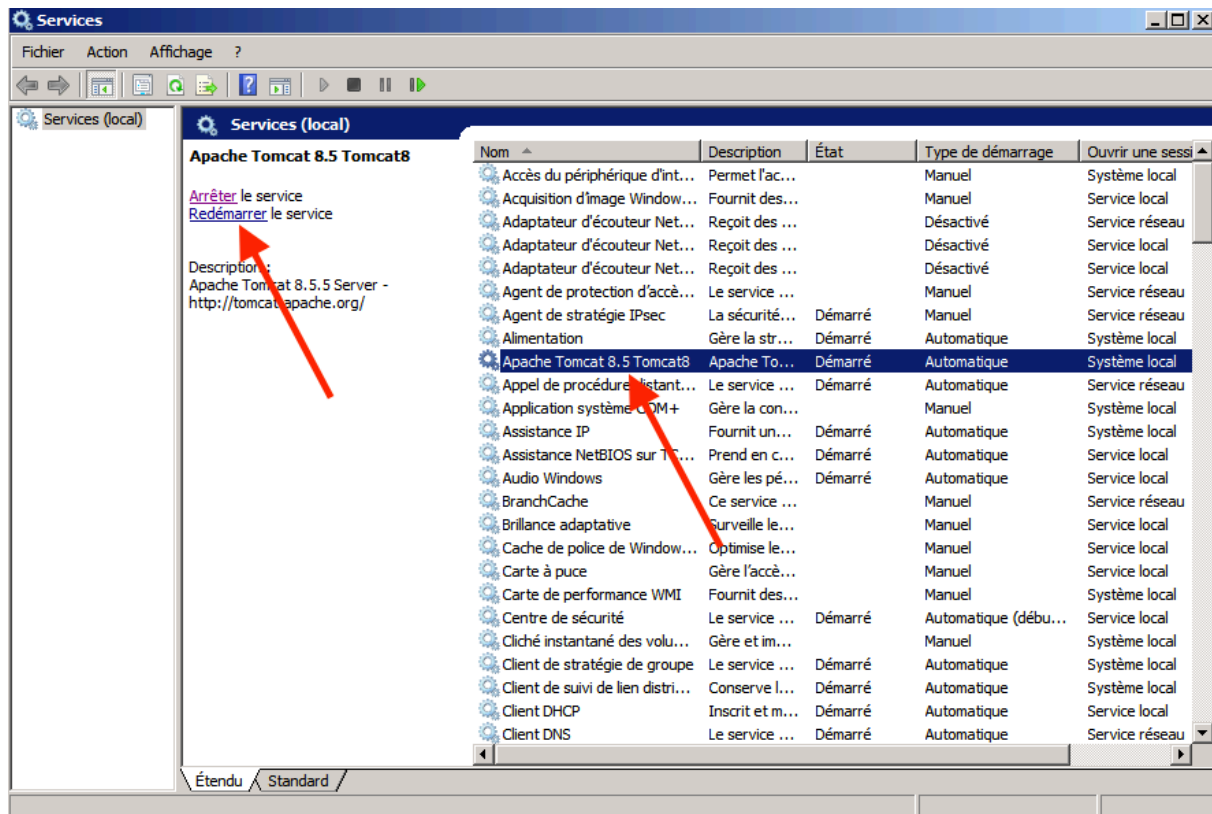 Services
Fichier Action Affichage ?
Services (local)
Services (local)
Apache Tomcat 8.5 Tomcat8
Arrêter le service
Redémarrer le service
Description :
Apache Tomcat 8.5.5 Server -
http://tomcat.apache.org/
Nom Description État Type de démarrage Ouvrir une sessi
Accès du périphérique d'int... Permet l'ac... Manuel Système local
Acquisition d'image Window... Fournit des... Manuel Service local
Adaptateur d'écouteur Net... Reçoit des ... Désactivé Service réseau
Adaptateur d'écouteur Net... Reçoit des ... Désactivé Service local
Adaptateur d'écouteur Net... Reçoit des ... Désactivé Service local
Agent de protection d'accè... Le service ... Manuel Service réseau
Agent de stratégie IPsec La sécurité... Démarré Manuel Service réseau
Alimentation Gère la str... Démarré Automatique Système local
Apache Tomcat 8.5 Tomcat8 Apache To... Démarré Automatique Système local
Appel de procédure distant... Le service ... Démarré Automatique Service réseau
Application système COM+ Gère la con... Manuel Système local
Assistance IP Fournit un... Démarré Automatique Système local
Assistance NetBIOS sur TC... Prend en c... Démarré Automatique Service local
Audio Windows Gère les pé... Démarré Automatique Service local
BranchCache Ce service ... Manuel Service réseau
Brillance adaptative Surveille le... Manuel Service local
Cache de police de Window... Optimise le... Manuel Service local
Carte à puce Gère l'accè... Manuel Service local
Carte de performance WMI Fournit des... Manuel Système local
Centre de sécurité Le service ... Démarré Automatique (débu... Service local
Cliché instantané des volu... Gère et im... Manuel Système local
Client de stratégie de groupe Le service ... Démarré Automatique Système local
Client de suivi de lien distri... Conserve l... Démarré Automatique Système local
Client DHCP Inscrit et m... Démarré Automatique Service local
Client DNS Le service ... Démarré Automatique Service réseau
Étendu Standard